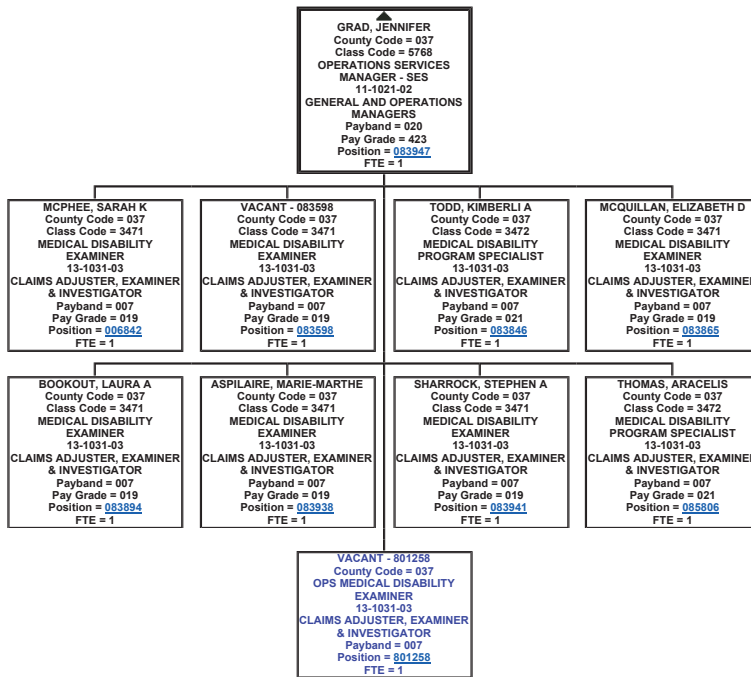 GRAD, JENNIFER
County Code = 037
Class Code = 5768
OPERATIONS SERVICES
MANAGER - SES
11-1021-02
GENERAL AND OPERATIONS
MANAGERS
Payband = 020
Pay Grade = 423
Position = 083947
FTE = 1
MCPHEE, SARAH K
County Code = 037
Class Code = 3471
MEDICAL DISABILITY
EXAMINER
13-1031-03
CLAIMS ADJUSTER, EXAMINER
& INVESTIGATOR
Payband = 007
Pay Grade = 019
Position = 006842
FTE = 1
VACANT - 083598
County Code = 037
Class Code = 3471
MEDICAL DISABILITY
EXAMINER
13-1031-03
CLAIMS ADJUSTER, EXAMINER
& INVESTIGATOR
Payband = 007
Pay Grade = 019
Position = 083598
FTE = 1
TODD, KIMBERLI A
County Code = 037
Class Code = 3472
MEDICAL DISABILITY
PROGRAM SPECIALIST
13-1031-03
CLAIMS ADJUSTER, EXAMINER
& INVESTIGATOR
Payband = 007
Pay Grade = 021
Position = 083846
FTE = 1
MCQUILLAN, ELIZABETH D
County Code = 037
Class Code = 3471
MEDICAL DISABILITY
EXAMINER
13-1031-03
CLAIMS ADJUSTER, EXAMINER
& INVESTIGATOR
Payband = 007
Pay Grade = 019
Position = 083865
FTE = 1
BOOKOUT, LAURA A
County Code = 037
Class Code = 3471
MEDICAL DISABILITY
EXAMINER
13-1031-03
CLAIMS ADJUSTER, EXAMINER
& INVESTIGATOR
Payband = 007
Pay Grade = 019
Position = 083894
FTE = 1
ASPILAIRE, MARIE-MARTHE
County Code = 037
Class Code = 3471
MEDICAL DISABILITY
EXAMINER
13-1031-03
CLAIMS ADJUSTER, EXAMINER
& INVESTIGATOR
Payband = 007
Pay Grade = 019
Position = 083938
FTE = 1
SHARROCK, STEPHEN A
County Code = 037
Class Code = 3471
MEDICAL DISABILITY
EXAMINER
13-1031-03
CLAIMS ADJUSTER, EXAMINER
& INVESTIGATOR
Payband = 007
Pay Grade = 019
Position = 083941
FTE = 1
THOMAS, ARACELIS
County Code = 037
Class Code = 3472
MEDICAL DISABILITY
PROGRAM SPECIALIST
13-1031-03
CLAIMS ADJUSTER, EXAMINER
& INVESTIGATOR
Payband = 007
Pay Grade = 021
Position = 085806
FTE = 1
VACANT - 801258
County Code = 037
OPS MEDICAL DISABILITY
EXAMINER
13-1031-03
CLAIMS ADJUSTER, EXAMINER
& INVESTIGATOR
Payband = 007
Position = 801258
FTE = 1